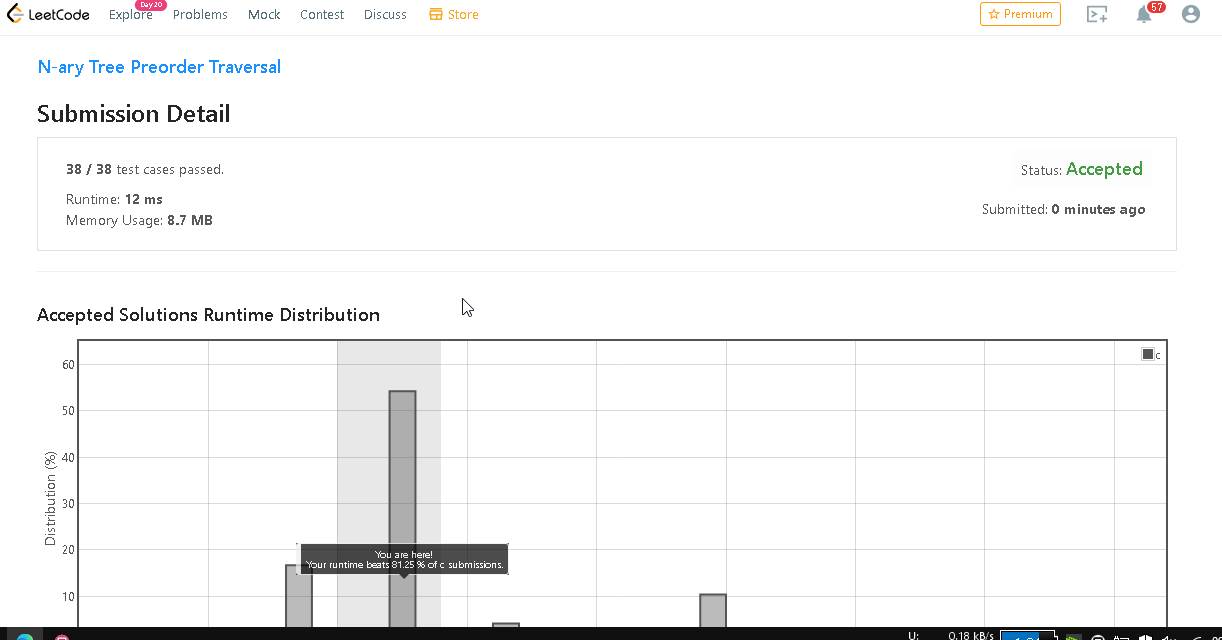 LeetCode Explore Day 20 Problems Mock Contest Discuss Store Premium 57
N-ary Tree Preorder Traversal
Submission Detail
38 / 38 test cases passed.
Status: Accepted
Runtime: 12 ms
Submitted: 0 minutes ago
Memory Usage: 8.7 MB
Accepted Solutions Runtime Distribution
c
60
50
40
30
20
10
Distribution (%)
You are here!
Your runtime beats 81.25 % of c submissions.
U: 0.18 kB/s